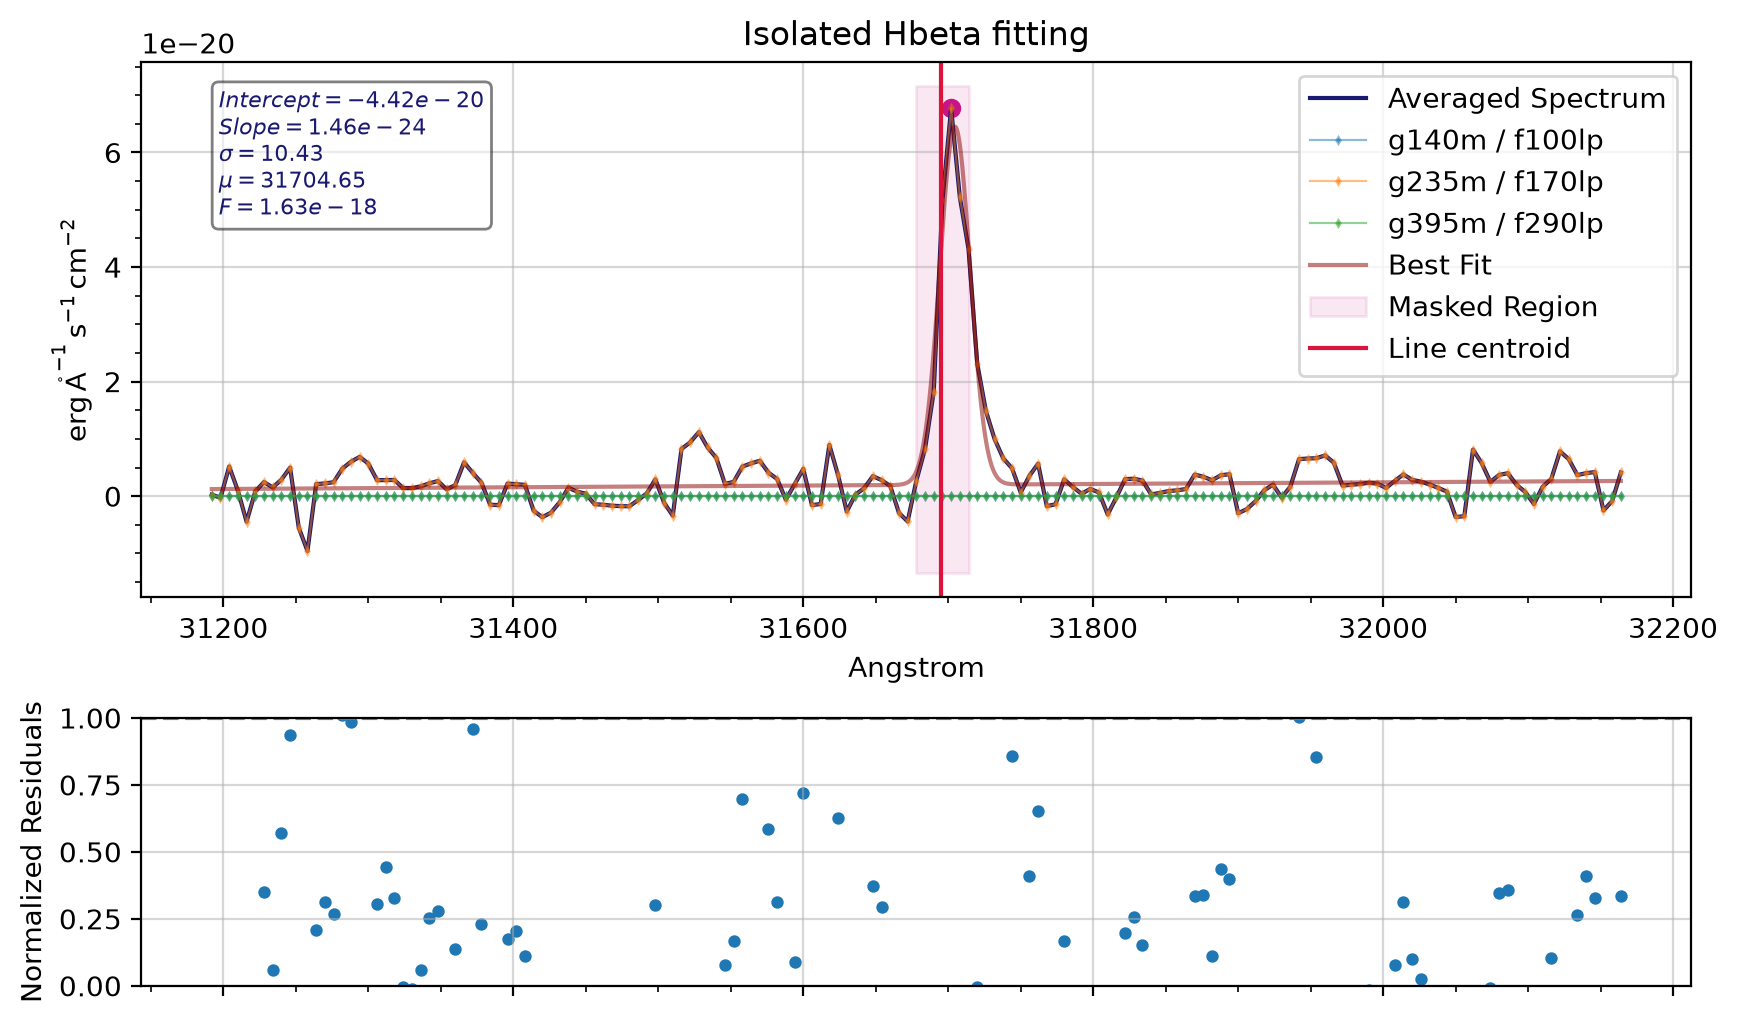 Isolated Hbeta fitting
1e−20
Intercept = −4.42e − 20
Slope = 1.46e − 24
σ = 10.43
μ = 31704.65
F = 1.63e − 18
Averaged Spectrum
g140m / f100lp
g235m / f170lp
g395m / f290lp
Best Fit
Masked Region
Line centroid
erg Å⁻¹ s⁻¹ cm⁻²
6
4
2
0
31200 31400 31600 31800 32000 32200
Angstrom
Normalized Residuals
1.00
0.75
0.50
0.25
0.00